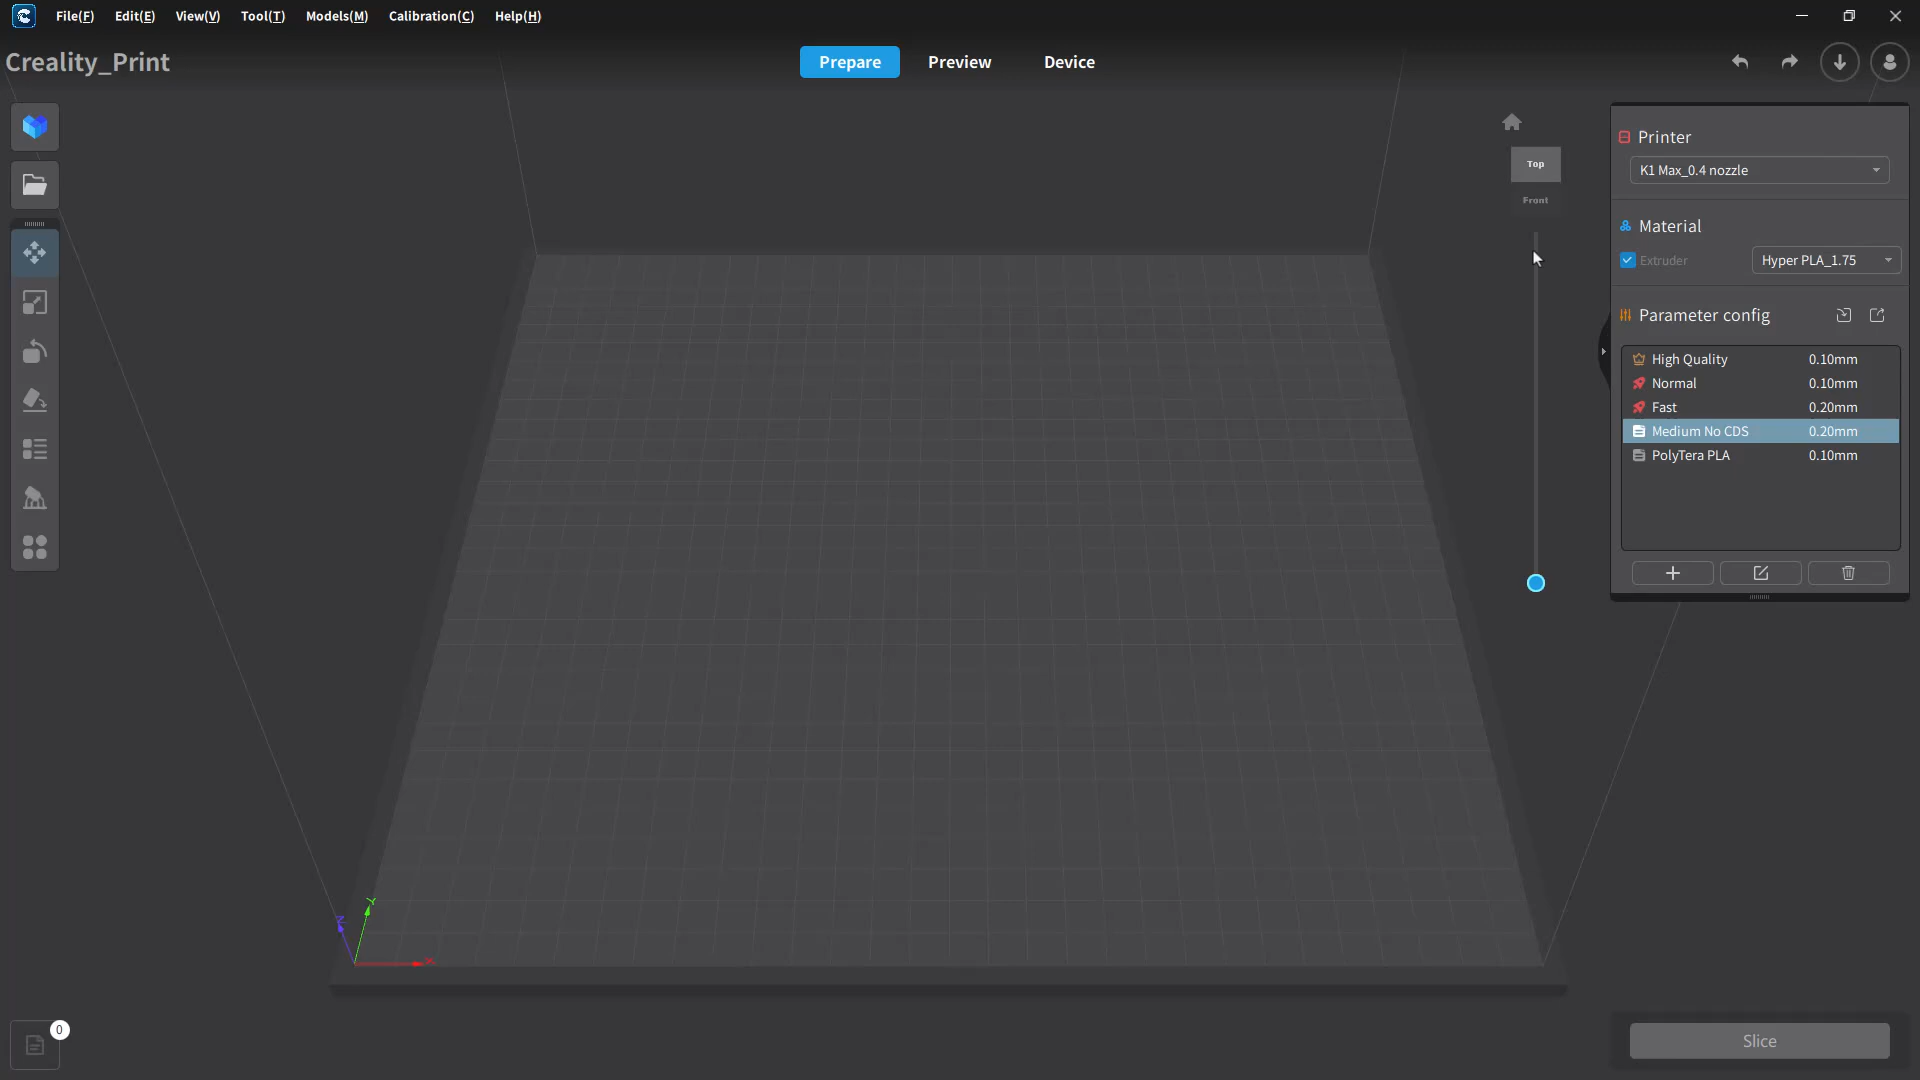 File(F) Edit(E) View(V) Tool(T) Models(M) Calibration(C) Help(H)
Creality_Print
Prepare Preview Device
Top
Front
Printer
K1 Max_0.4 nozzle
Material
Extruder Hyper PLA_1.75
Parameter config
High Quality 0.10mm
Normal 0.10mm
Fast 0.20mm
Medium No CDS 0.20mm
PolyTera PLA 0.10mm
Z
Y
X
0
Slice